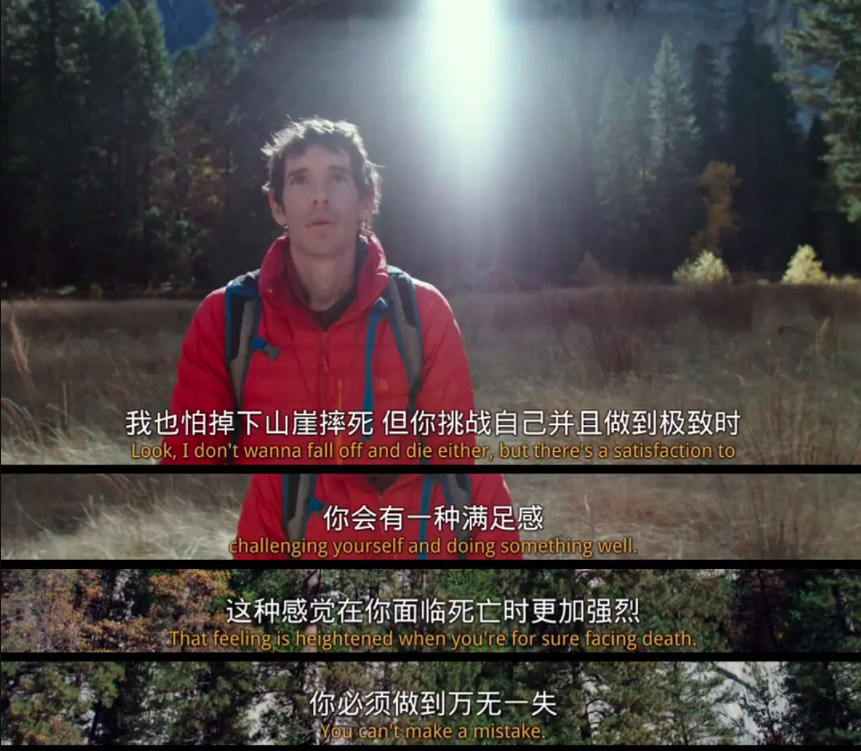 我也怕掉下山崖摔死 但你挑战自己并且做到极致时
Look, I don't wanna fall off and die either, but there's a satisfaction to
你会有一种满足感
challenging yourself and doing something well.
这种感觉在你面临死亡时更加强烈
That feeling is heightened when you're for sure facing death.
你必须做到万无一失
You can't make a mistake.